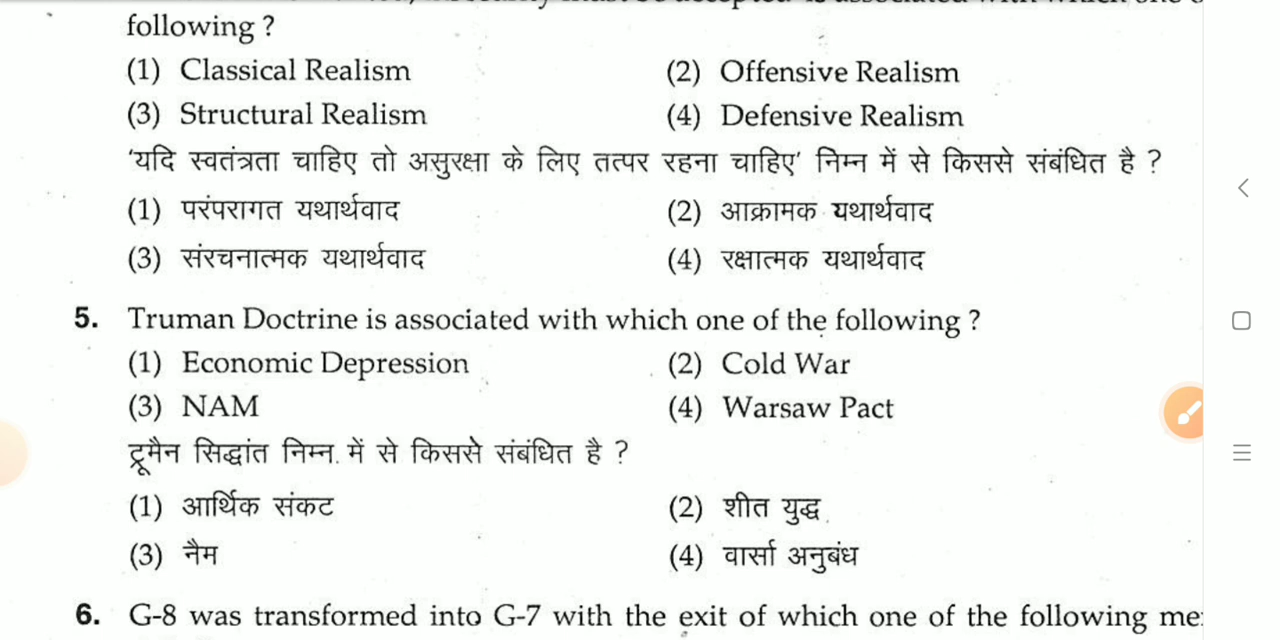 following ?
(1) Classical Realism (2) Offensive Realism
(3) Structural Realism (4) Defensive Realism
'यदि स्वतंत्रता चाहिए तो असुरक्षा के लिए तत्पर रहना चाहिए' निम्न में से किससे संबंधित है ?
(1) परंपरागत यथार्थवाद (2) आक्रामक यथार्थवाद
(3) संरचनात्मक यथार्थवाद (4) रक्षात्मक यथार्थवाद
5. Truman Doctrine is associated with which one of the following ?
(1) Economic Depression (2) Cold War
(3) NAM (4) Warsaw Pact
ट्रूमैन सिद्धांत निम्न में से किससे संबंधित है ?
(1) आर्थिक संकट (2) शीत युद्ध
(3) नैम (4) वार्सा अनुबंध
6. G-8 was transformed into G-7 with the exit of which one of the following